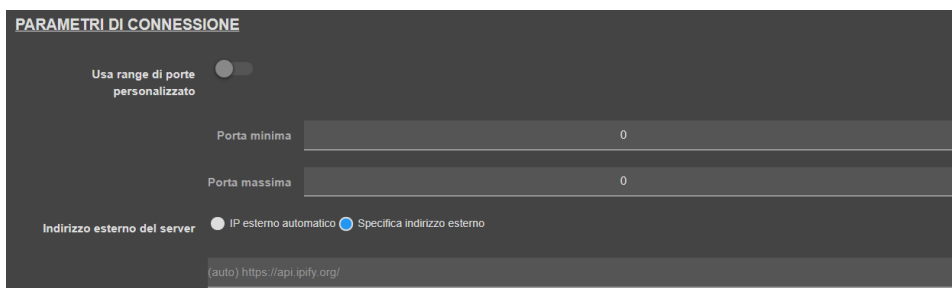 PARAMETRI DI CONNESSIONE
Usa range di porte
personalizzato
Porta minima 0
Porta massima 0
Indirizzo esterno del server IP esterno automatico Specifica indirizzo esterno
(auto) https://api.ipify.org/